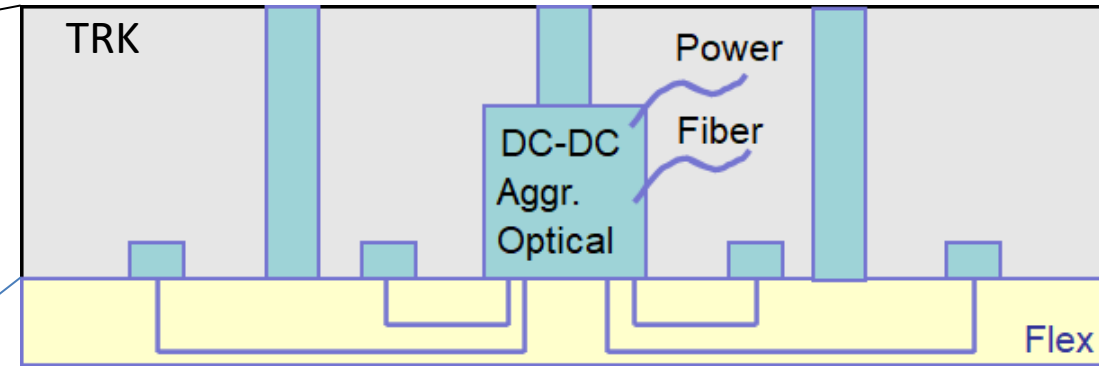 TRK
Power
Fiber
DC-DC
Aggr.
Optical
Flex